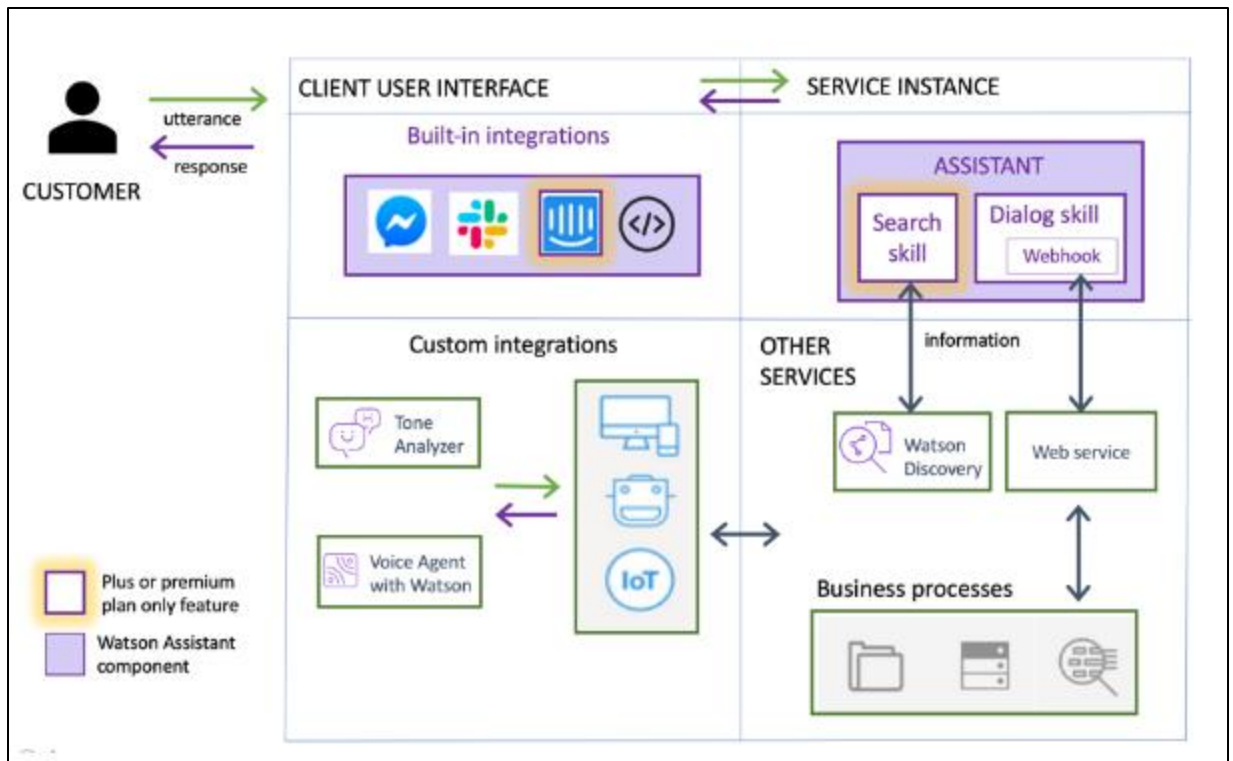 CLIENT USER INTERFACE
SERVICE INSTANCE
utterance
response
CUSTOMER
Built-in integrations
</>
ASSISTANT
Search
skill
Dialog skill
Webhook
Custom integrations
OTHER
SERVICES
information
Tone
Analyzer
Watson
Discovery
Web service
Voice Agent
with Watson
IoT
Business processes
Plus or premium
plan only feature
Watson Assistant
component